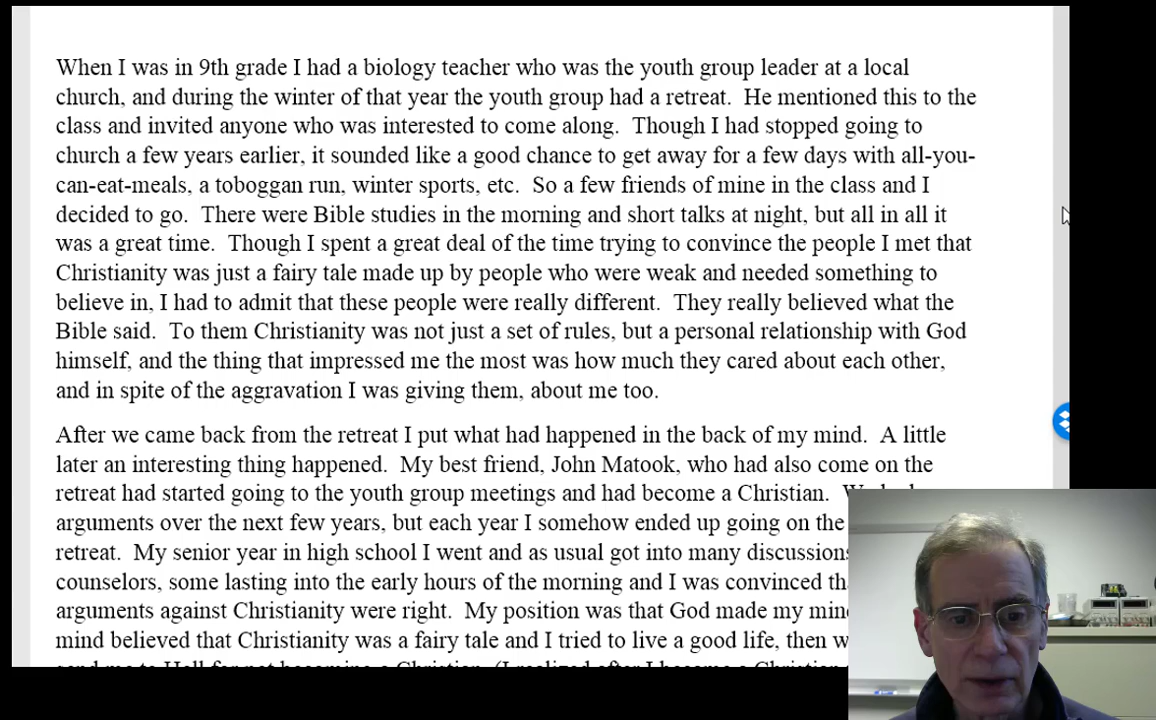 When I was in 9th grade I had a biology teacher who was the youth group leader at a local
church, and during the winter of that year the youth group had a retreat.  He mentioned this to the
class and invited anyone who was interested to come along.  Though I had stopped going to
church a few years earlier, it sounded like a good chance to get away for a few days with all-you-
can-eat-meals, a toboggan run, winter sports, etc.  So a few friends of mine in the class and I
decided to go.  There were Bible studies in the morning and short talks at night, but all in all it
was a great time.  Though I spent a great deal of the time trying to convince the people I met that
Christianity was just a fairy tale made up by people who were weak and needed something to
believe in, I had to admit that these people were really different.  They really believed what the
Bible said.  To them Christianity was not just a set of rules, but a personal relationship with God
himself, and the thing that impressed me the most was how much they cared about each other,
and in spite of the aggravation I was giving them, about me too.
After we came back from the retreat I put what had happened in the back of my mind.  A little
later an interesting thing happened.  My best friend, John Matook, who had also come on the
retreat had started going to the youth group meetings and had become a Christian.
arguments over the next few years, but each year I somehow ended up going on the
retreat.  My senior year in high school I went and as usual got into many discussions
counselors, some lasting into the early hours of the morning and I was convinced
arguments against Christianity were right.  My position was that God made my
mind believed that Christianity was a fairy tale and I tried to live a good life, then
send me to Hell for not becoming a Christian. (I realized after I became a Christian